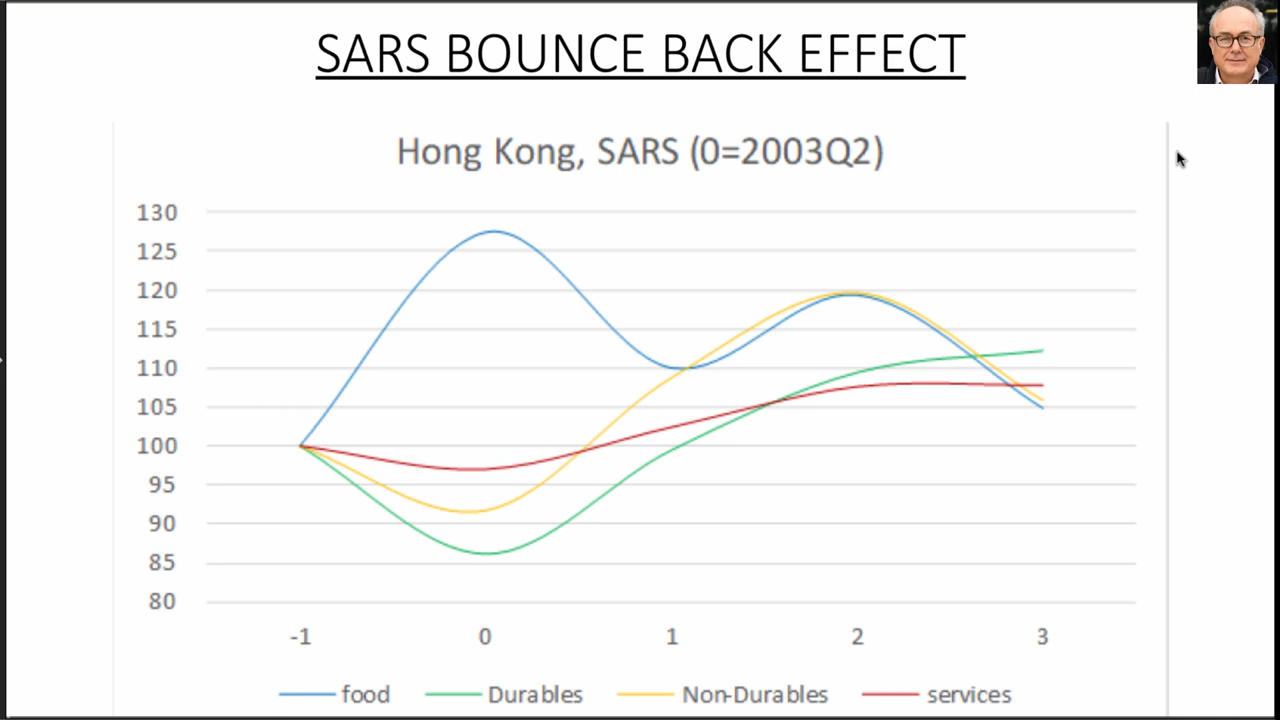 SARS BOUNCE BACK EFFECT
Hong Kong, SARS (0=2003Q2)
130
125
120
115
110
105
100
95
90
85
80
-1 0 1 2 3
food Durables Non-Durables services